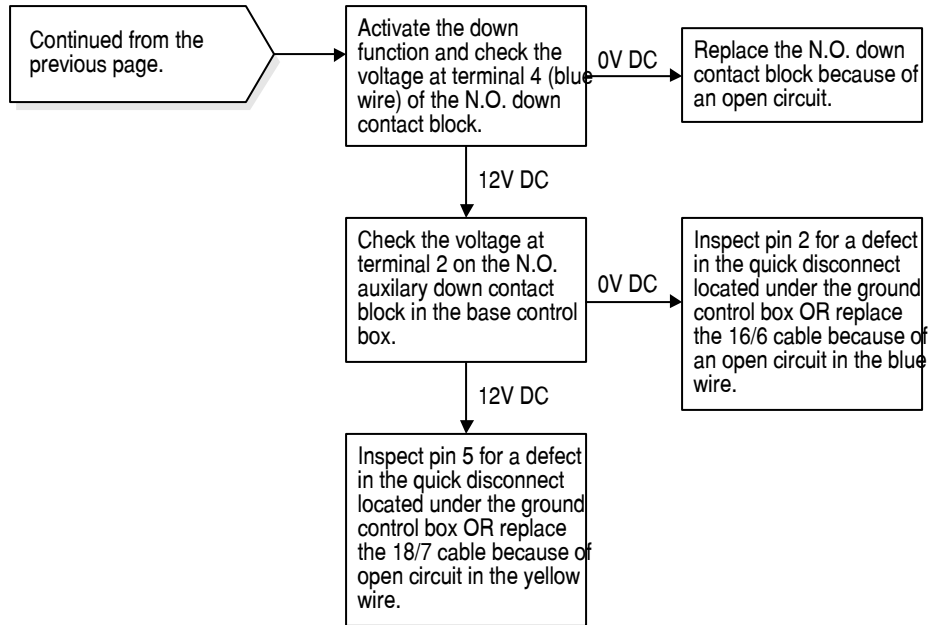 Continued from the
previous page.
Activate the down
function and check the
voltage at terminal 4 (blue
wire) of the N.O. down
contact block.
0V DC
Replace the N.O. down
contact block because of
an open circuit.
12V DC
Check the voltage at
terminal 2 on the N.O.
auxilary down contact
block in the base control
box.
0V DC
Inspect pin 2 for a defect
in the quick disconnect
located under the ground
control box OR replace
the 16/6 cable because of
an open circuit in the blue
wire.
12V DC
Inspect pin 5 for a defect
in the quick disconnect
located under the ground
control box OR replace
the 18/7 cable because of
open circuit in the yellow
wire.